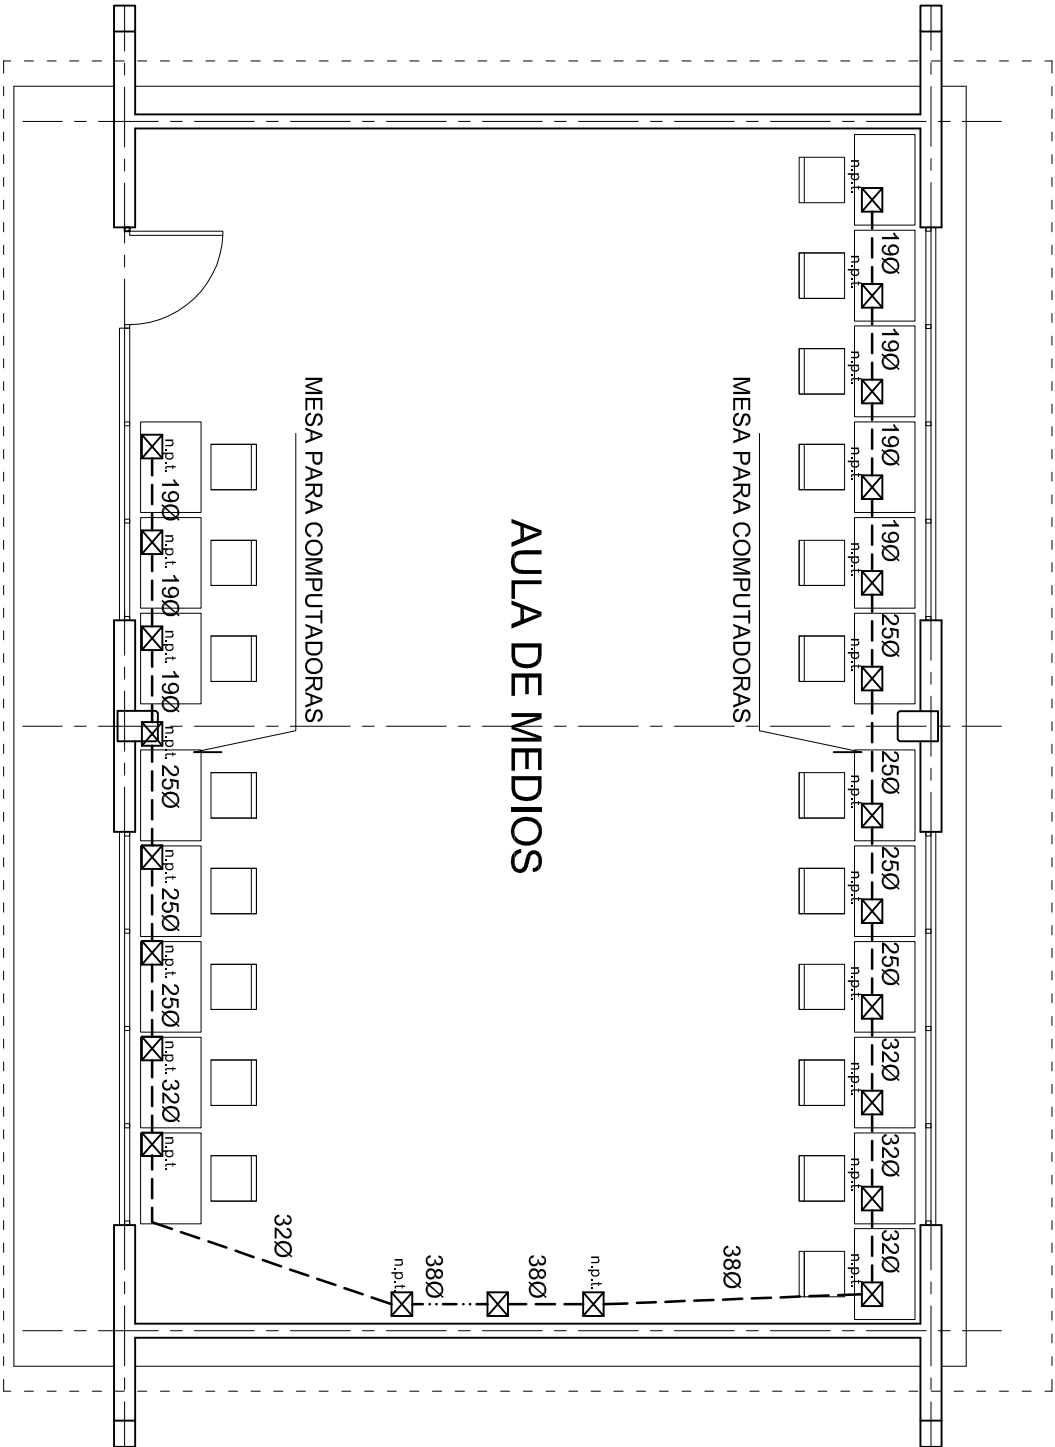 AULA DE MEDIOS
MESA PARA COMPUTADORAS
MESA PARA COMPUTADORAS
n.p.t.
19Ø
n.p.t.
19Ø
n.p.t.
19Ø
n.p.t.
19Ø
n.p.t.
25Ø
n.p.t.
25Ø
n.p.t.
25Ø
n.p.t.
25Ø
n.p.t.
32Ø
n.p.t.
32Ø
n.p.t.
32Ø
n.p.t.
n.p.t. 19Ø
n.p.t. 19Ø
n.p.t. 19Ø
n.p.t. 25Ø
n.p.t. 25Ø
n.p.t. 25Ø
n.p.t. 32Ø
n.p.t.
32Ø
n.p.t.
38Ø
38Ø
n.p.t.
38Ø